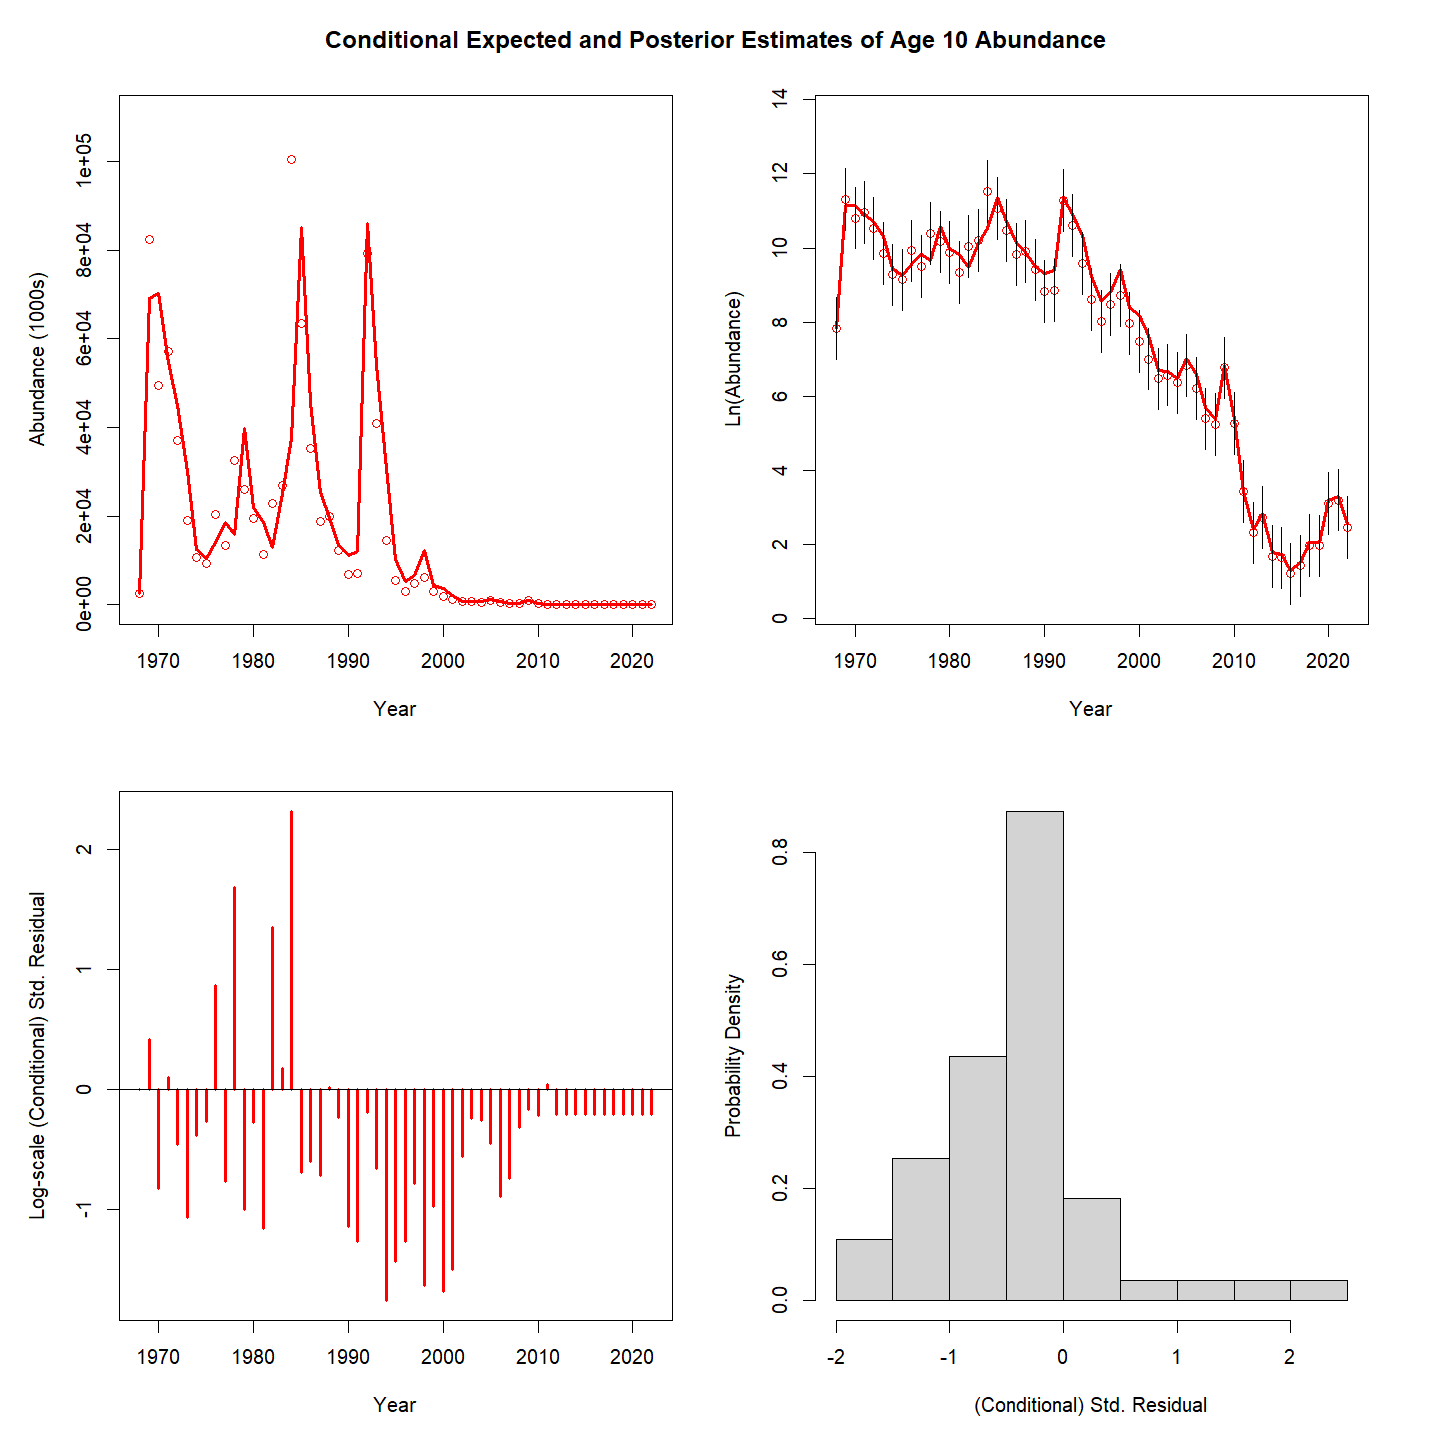 Conditional Expected and Posterior Estimates of Age 10 Abundance
Abundance (1000s)
1e+05
8e+04
6e+04
4e+04
2e+04
0e+00
1970 1980 1990 2000 2010 2020
Year
Ln(Abundance)
14
12
10
8
6
4
2
0
1970 1980 1990 2000 2010 2020
Year
Log-scale (Conditional) Std. Residual
2
1
0
-1
1970 1980 1990 2000 2010 2020
Year
Probability Density
0.8
0.6
0.4
0.2
0.0
-2 -1 0 1 2
(Conditional) Std. Residual